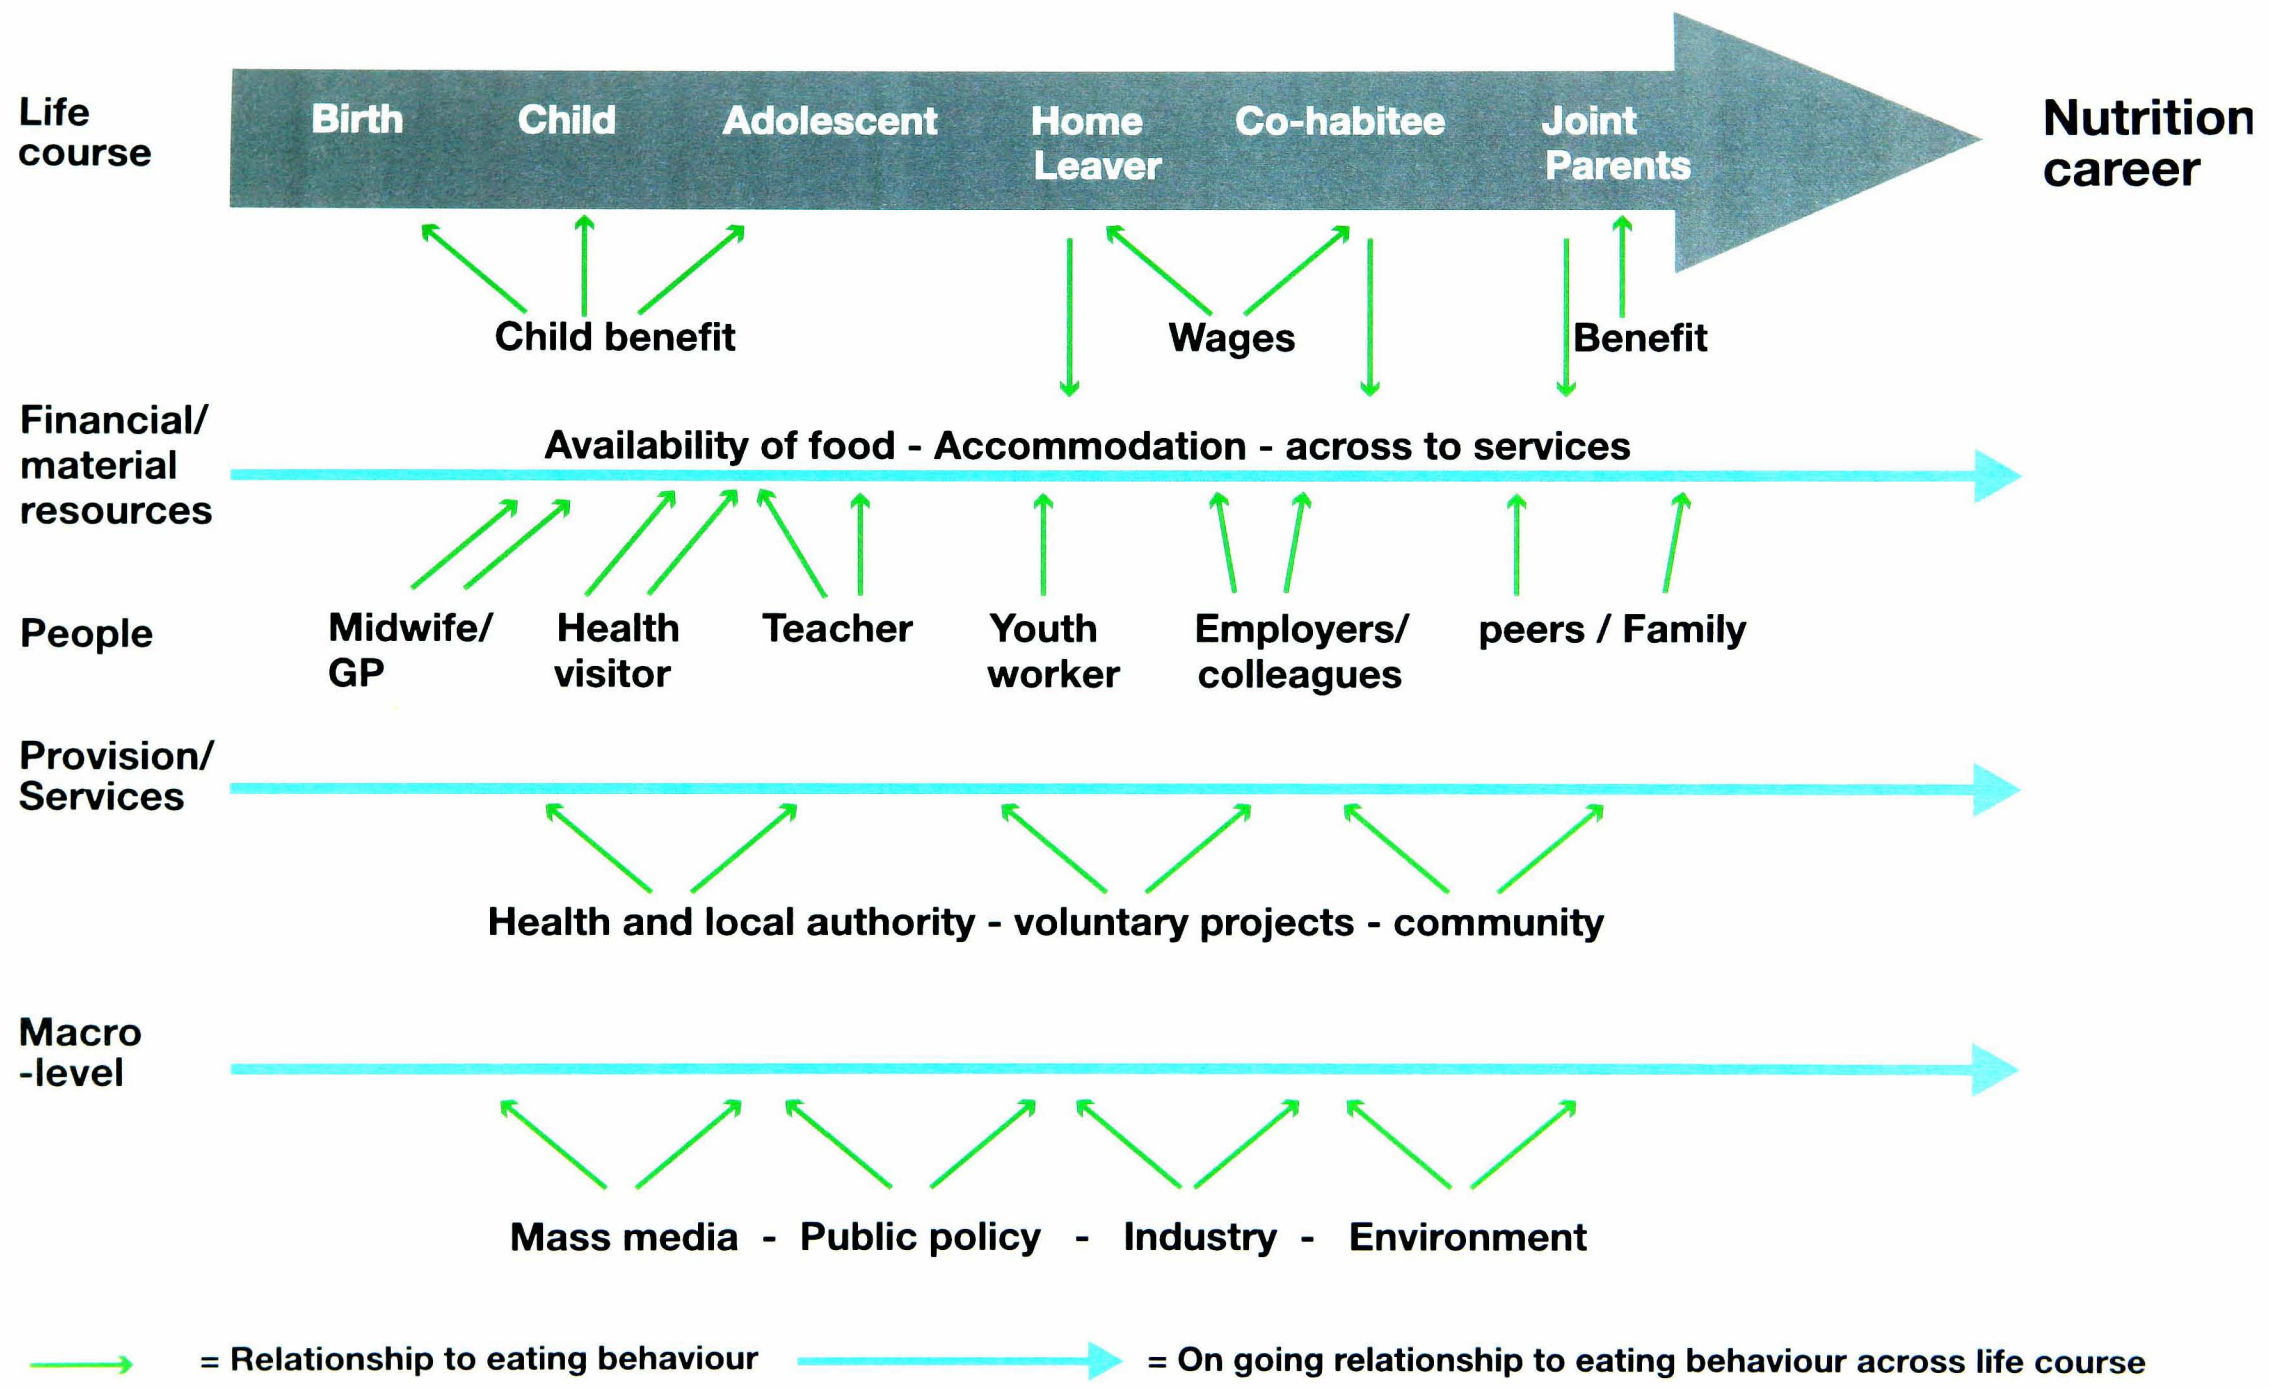 Life
course
Birth Child Adolescent Home Co-habitee Joint
Leaver Parents
Nutrition
career
Child benefit Wages Benefit
Financial/
material
resources
Availability of food - Accommodation - across to services
People
Midwife/ Health Teacher Youth Employers/ peers / Family
GP visitor worker colleagues
Provision/
Services
Health and local authority - voluntary projects - community
Macro
-level
Mass media - Public policy - Industry - Environment
= Relationship to eating behaviour = On going relationship to eating behaviour across life course